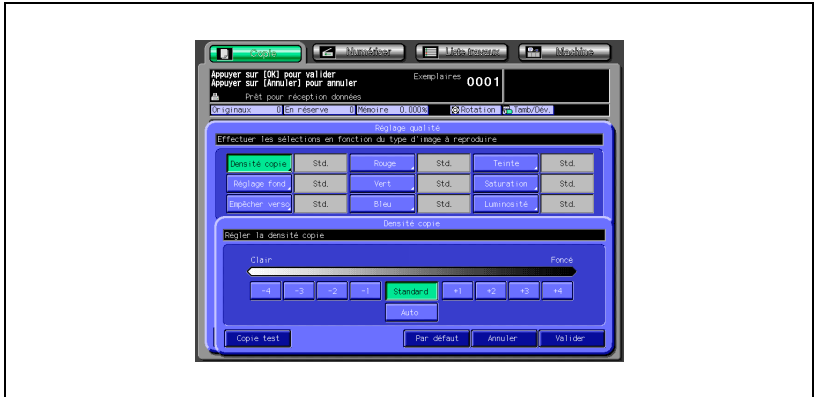 Copie Numériser Liste travaux Machine
Appuyer sur [OK] pour valider
Appuyer sur [Annuler] pour annuler
Exemplaires 0001
Prêt pour réception données
Originaux 0 En réserve 0 Mémoire 0.000% Rotation Tamb/Dév.
Réglage qualité
Effectuer les sélections en fonction du type d'image à reproduire
Densité copie Std. Rouge Std. Teinte Std.
Réglage fond Std. Vert Std. Saturation Std.
Empêcher verso Std. Bleu Std. Luminosité Std.
Densité copie
Régler la densité copie
Clair Foncé
-4 -3 -2 -1 Standard +1 +2 +3 +4
Auto
Copie test Par défaut Annuler Valider